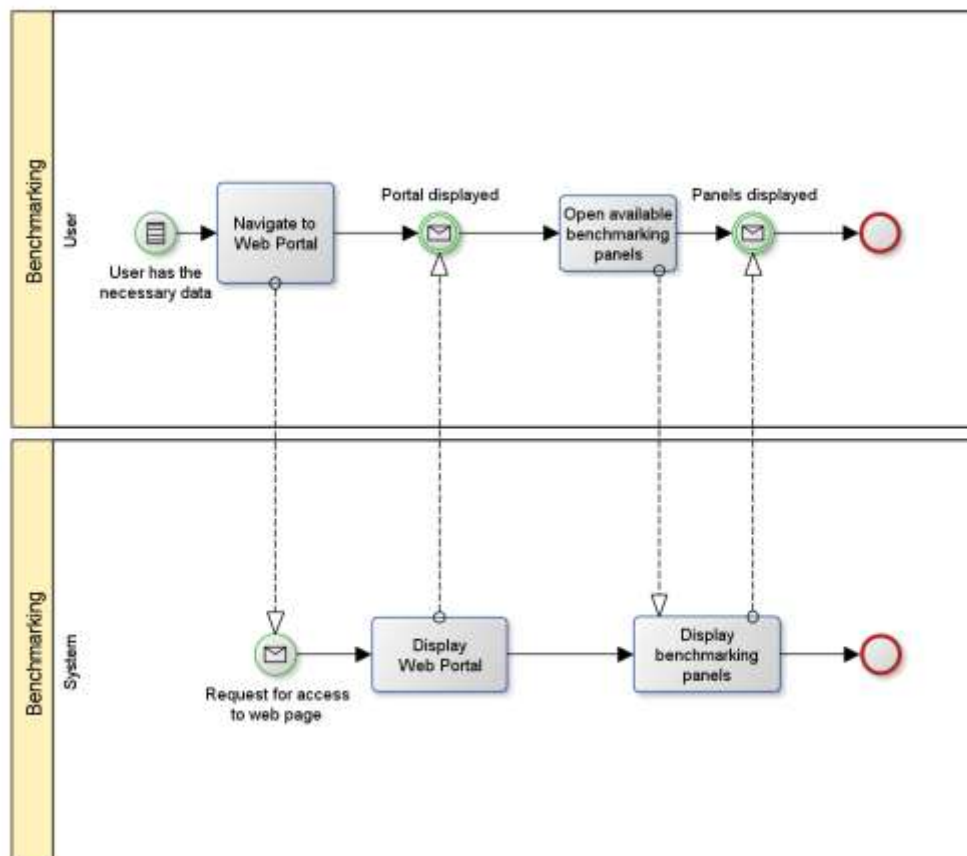 Benchmarking
User
User has the
necessary data
Navigate to
Web Portal
Portal displayed
Open available
benchmarking
panels
Panels displayed
Benchmarking
System
Request for access
to web page
Display
Web Portal
Display
benchmarking
panels